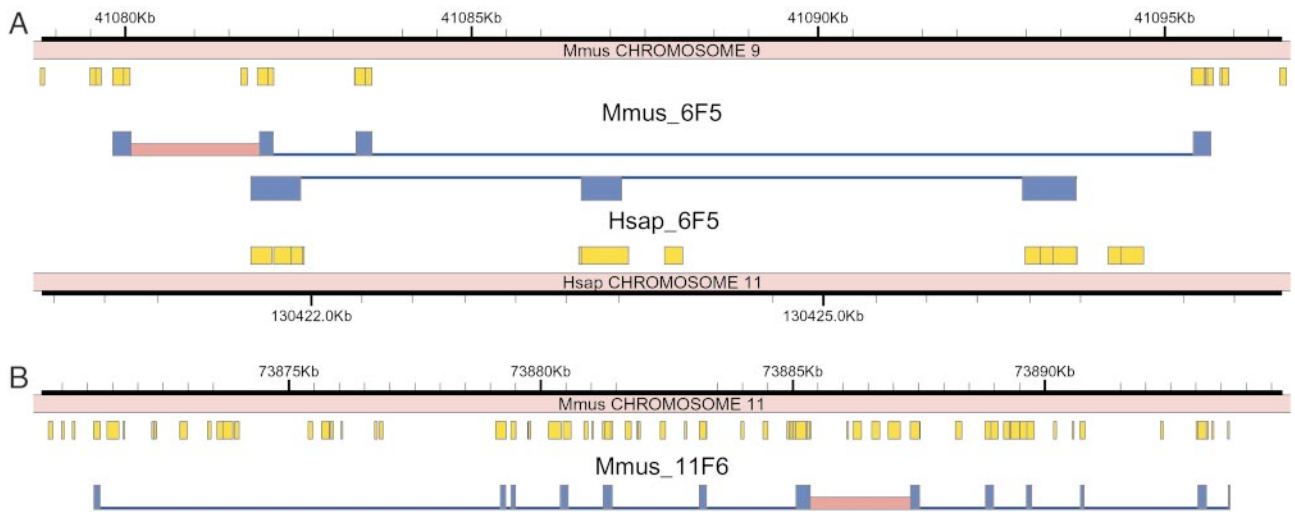 A
41080Kb 41085Kb 41090Kb 41095Kb
Mmus CHROMOSOME 9
Mmus_6F5
Hsap_6F5
Hsap CHROMOSOME 11
130422.0Kb 130425.0Kb
B
73875Kb 73880Kb 73885Kb 73890Kb
Mmus CHROMOSOME 11
Mmus_11F6